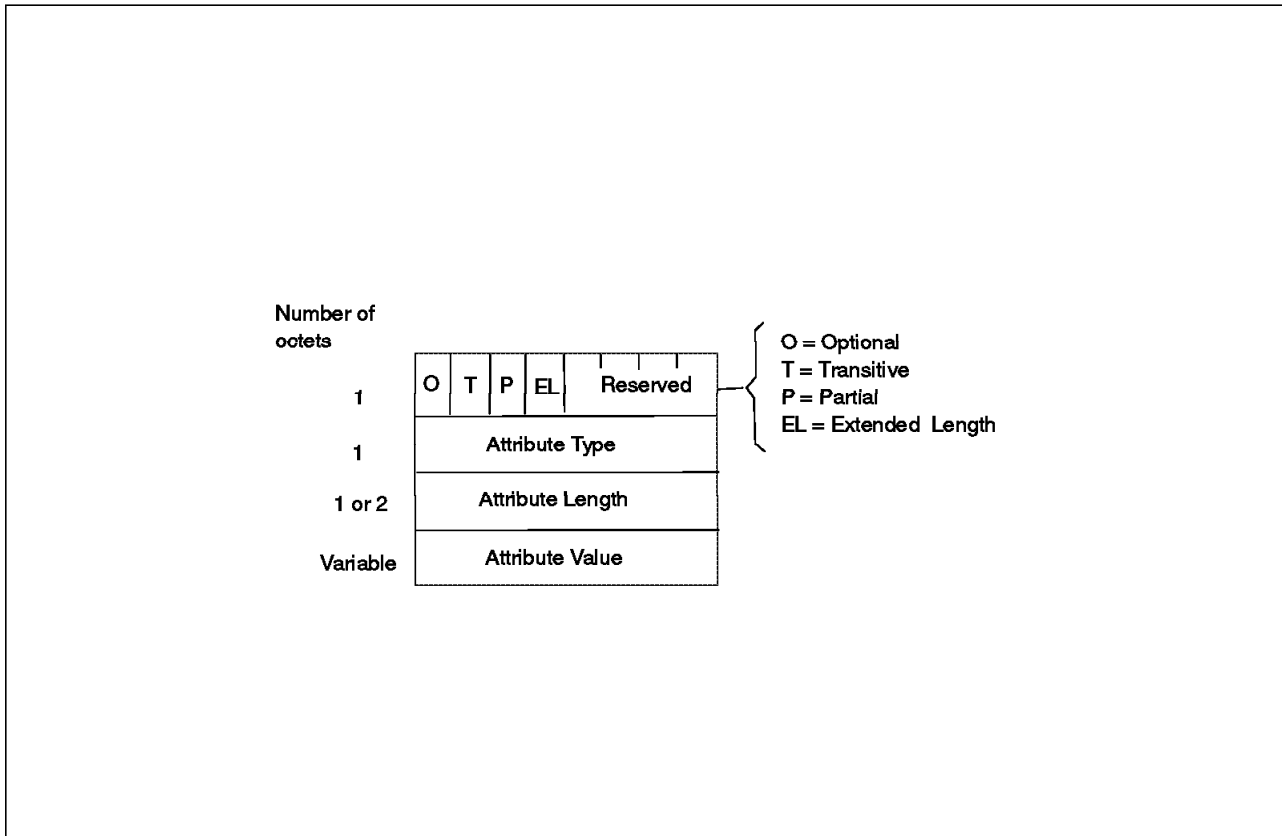 Number of
octets
1
O T P EL Reserved
O = Optional
T = Transitive
P = Partial
EL = Extended Length
1
Attribute Type
1 or 2
Attribute Length
Variable
Attribute Value